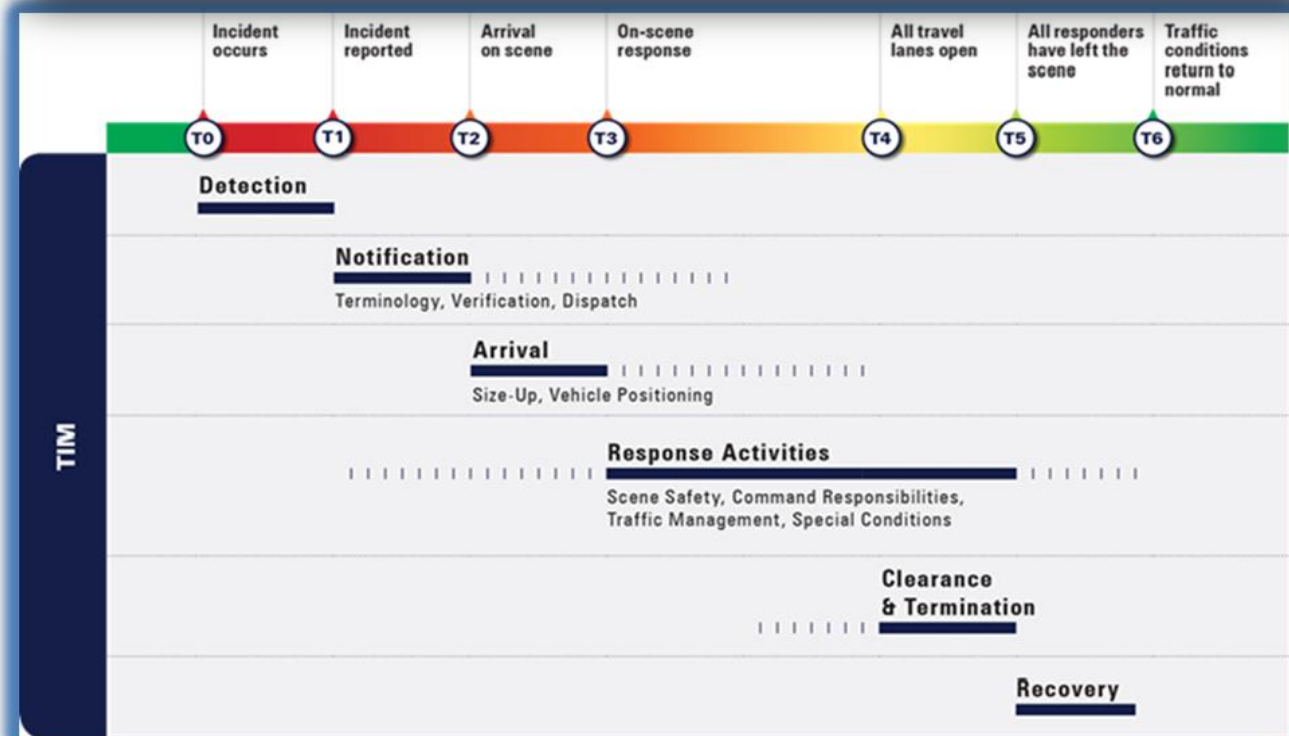 Incident
occurs
Incident
reported
Arrival
on scene
On-scene
response
All travel
lanes open
All responders
have left the
scene
Traffic
conditions
return to
normal
T0
T1
T2
T3
T4
T5
T6
TIM
Detection
Notification
Terminology, Verification, Dispatch
Arrival
Size-Up, Vehicle Positioning
Response Activities
Scene Safety, Command Responsibilities,
Traffic Management, Special Conditions
Clearance
& Termination
Recovery